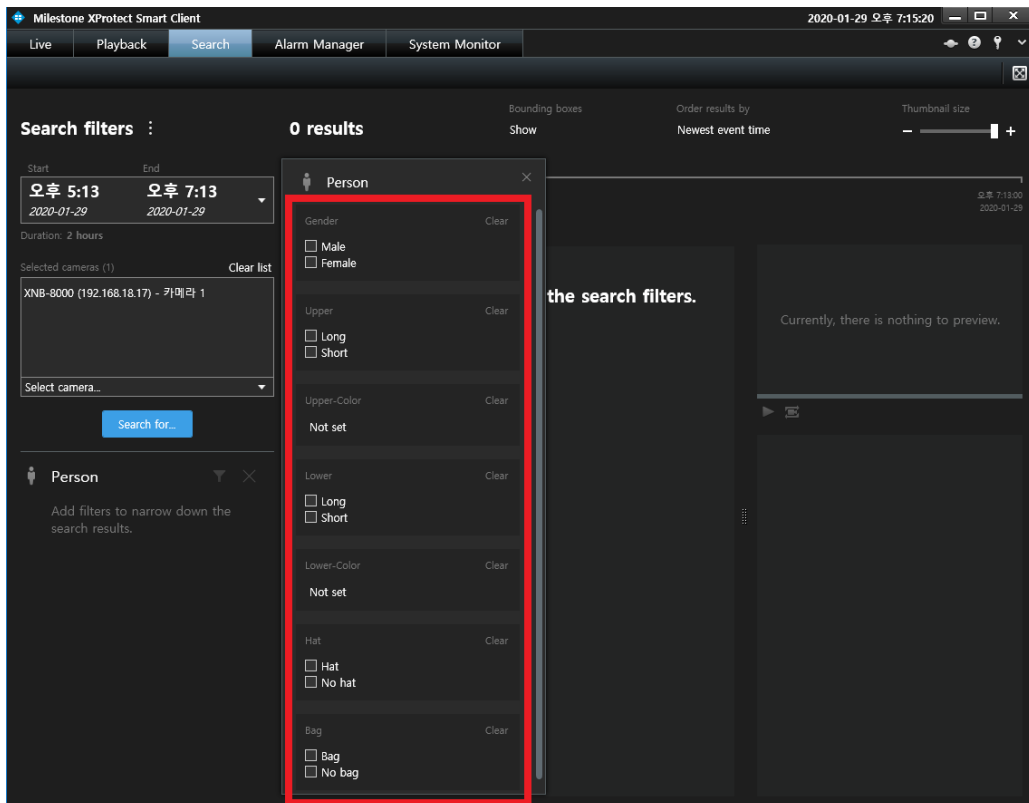 Milestone XProtect Smart Client
2020-01-29 오후 7:15:20
Live Playback Search Alarm Manager System Monitor
Search filters
0 results
Bounding boxes
Show
Order results by
Newest event time
Thumbnail size
Start End
오후 5:13 오후 7:13
2020-01-29 2020-01-29
Duration: 2 hours
Selected cameras (1) Clear list
XNB-8000 (192.168.18.17) - 카메라 1
Select camera...
Search for...
Person
Add filters to narrow down the
search results.
Person
Gender Clear
Male
Female
Upper Clear
Long
Short
Upper-Color Clear
Not set
Lower Clear
Long
Short
Lower-Color Clear
Not set
Hat Clear
Hat
No hat
Bag Clear
Bag
No bag
오후 7:13:00
2020-01-29
the search filters.
Currently, there is nothing to preview.